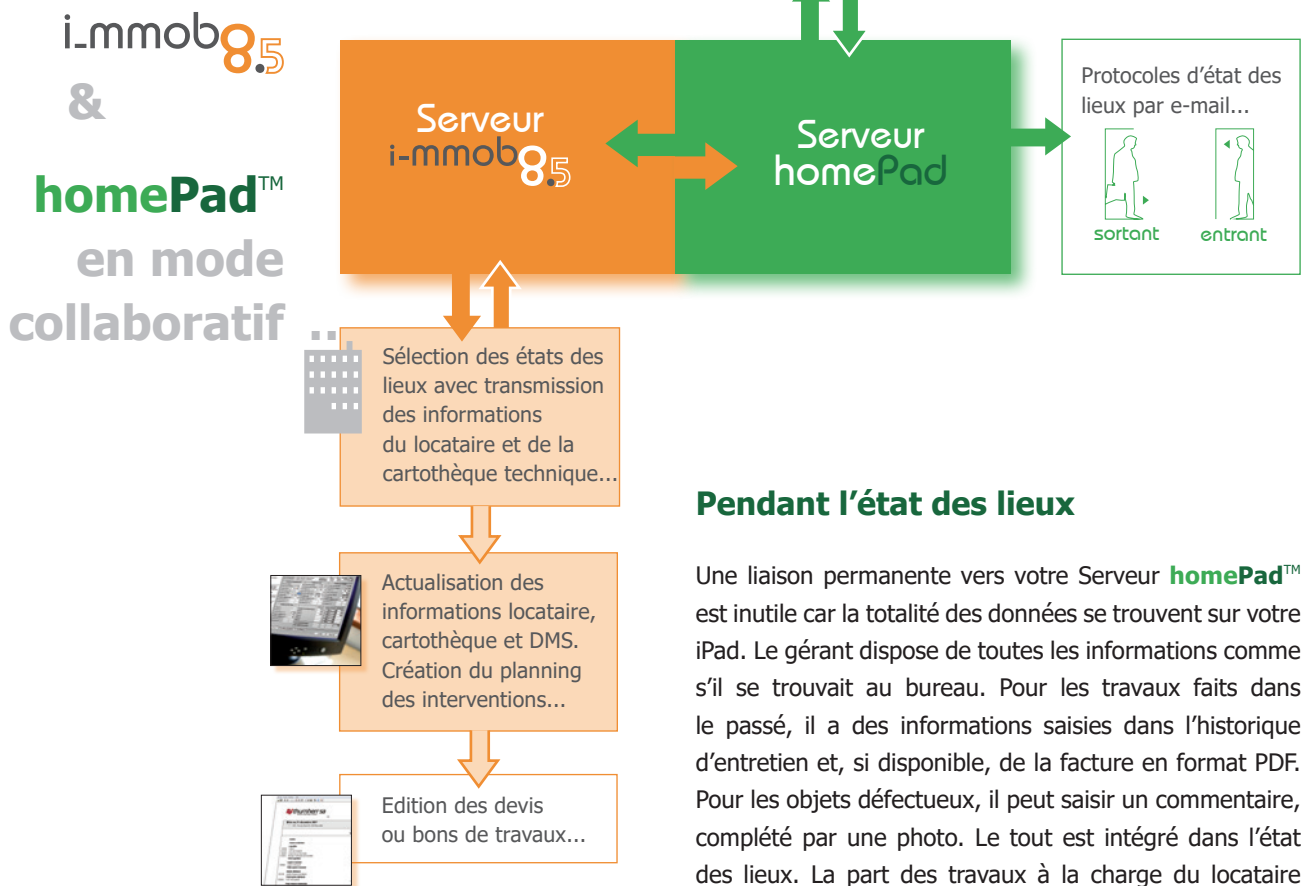 i-mmob8.5
&
homePad™
en mode
collaboratif ...
Serveur
i-mmob8.5
Serveur
homePad
Protocoles d’état des
lieux par e-mail...
sortant entrant
Sélection des états des
lieux avec transmission
des informations
du locataire et de la
cartothèque technique...
Actualisation des
informations locataire,
cartothèque et DMS.
Création du planning
des interventions...
Edition des devis
ou bons de travaux...
Pendant l’état des lieux
Une liaison permanente vers votre Serveur homePad™
est inutile car la totalité des données se trouvent sur votre
iPad. Le gérant dispose de toutes les informations comme
s’il se trouvait au bureau. Pour les travaux faits dans
le passé, il a des informations saisies dans l’historique
d’entretien et, si disponible, de la facture en format PDF.
Pour les objets défectueux, il peut saisir un commentaire,
complété par une photo. Le tout est intégré dans l’état
des lieux. La part des travaux à la charge du locataire